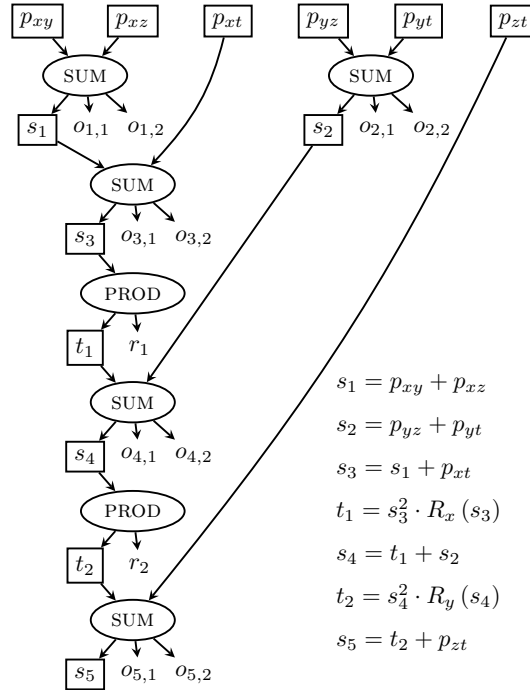 p_{xy} p_{xz} p_{xt} p_{yz} p_{yt} p_{zt}
SUM SUM
s_1 o_{1,1} o_{1,2} s_2 o_{2,1} o_{2,2}
SUM
s_3 o_{3,1} o_{3,2}
PROD
t_1 r_1
SUM
s_4 o_{4,1} o_{4,2}
PROD
t_2 r_2
SUM
s_5 o_{5,1} o_{5,2}
s_1 = p_{xy} + p_{xz}
s_2 = p_{yz} + p_{yt}
s_3 = s_1 + p_{xt}
t_1 = s_3^2 · R_x (s_3)
s_4 = t_1 + s_2
t_2 = s_4^2 · R_y (s_4)
s_5 = t_2 + p_{zt}